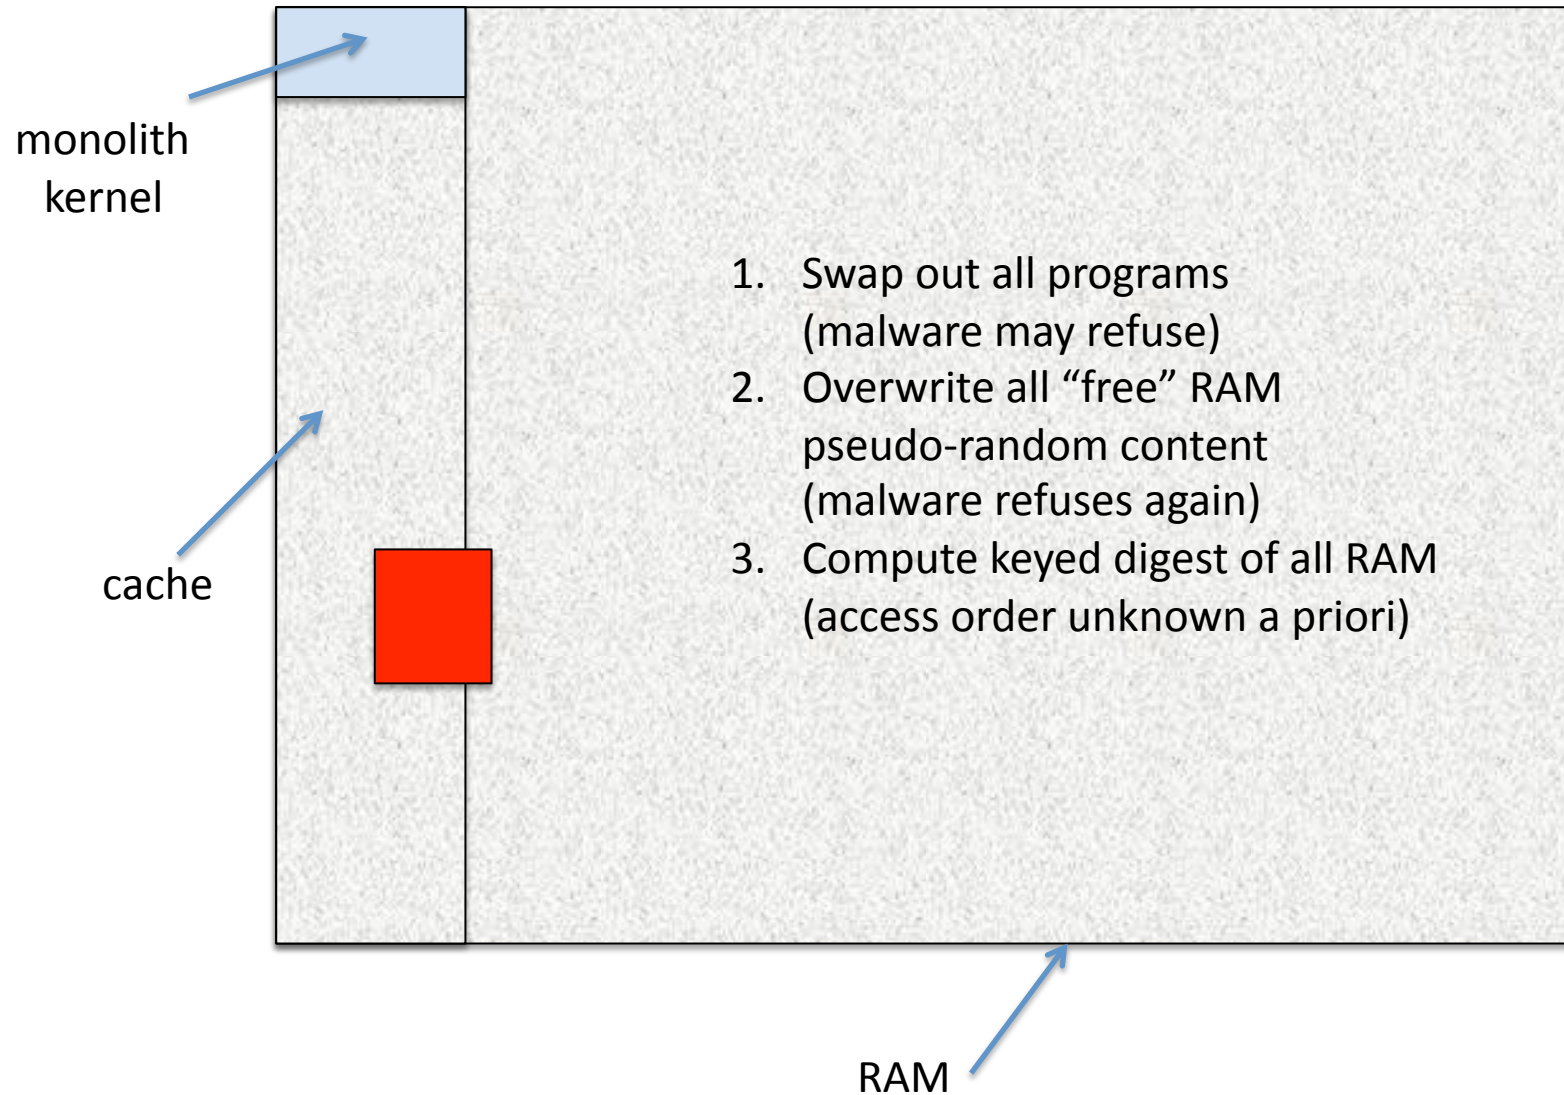 monolith
kernel
1. Swap out all programs
(malware may refuse)
2. Overwrite all “free” RAM
pseudo-random content
(malware refuses again)
3. Compute keyed digest of all RAM
(access order unknown a priori)
cache
RAM